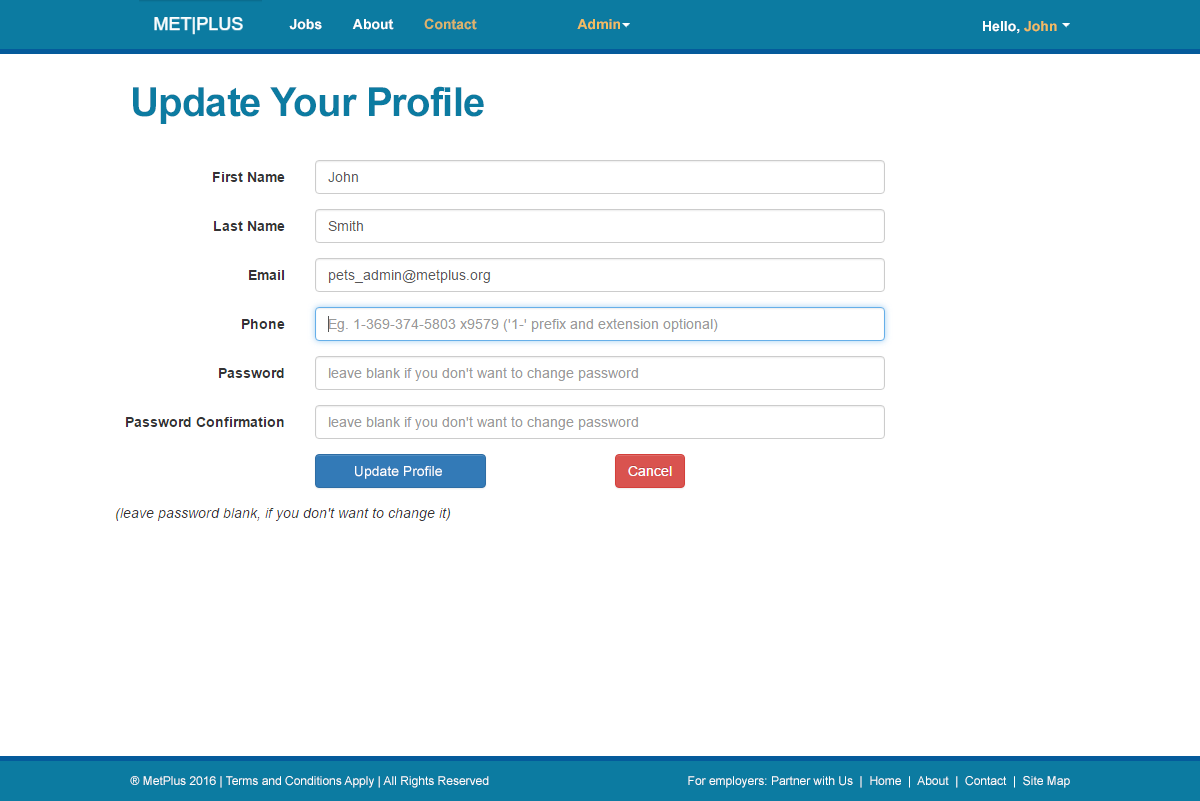 MET|PLUS Jobs About Contact Admin Hello, John
Update Your Profile
First Name John
Last Name Smith
Email pets_admin@metplus.org
Phone Eg. 1-369-374-5803 x9579 ('1-' prefix and extension optional)
Password leave blank if you don't want to change password
Password Confirmation leave blank if you don't want to change password
Update Profile Cancel
(leave password blank, if you don't want to change it)
® MetPlus 2016 | Terms and Conditions Apply | All Rights Reserved For employers: Partner with Us | Home | About | Contact | Site Map